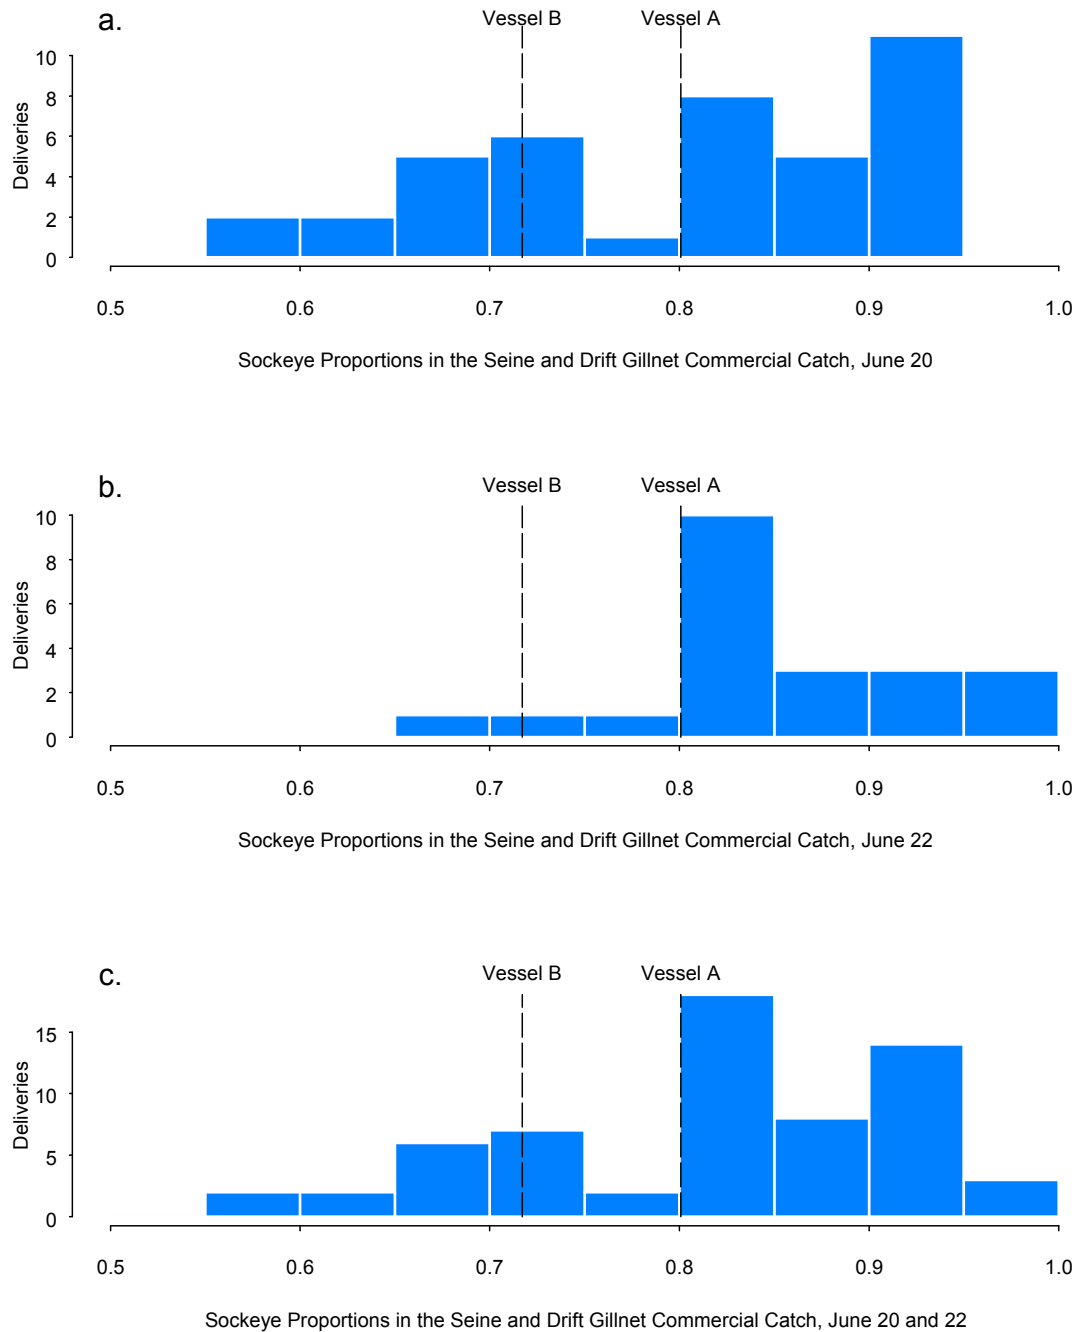 a.
Vessel B Vessel A
Deliveries
10
8
6
4
2
0
0.5 0.6 0.7 0.8 0.9 1.0
Sockeye Proportions in the Seine and Drift Gillnet Commercial Catch, June 20
b.
Vessel B Vessel A
Deliveries
10
8
6
4
2
0
0.5 0.6 0.7 0.8 0.9 1.0
Sockeye Proportions in the Seine and Drift Gillnet Commercial Catch, June 22
c.
Vessel B Vessel A
Deliveries
15
10
5
0
0.5 0.6 0.7 0.8 0.9 1.0
Sockeye Proportions in the Seine and Drift Gillnet Commercial Catch, June 20 and 22